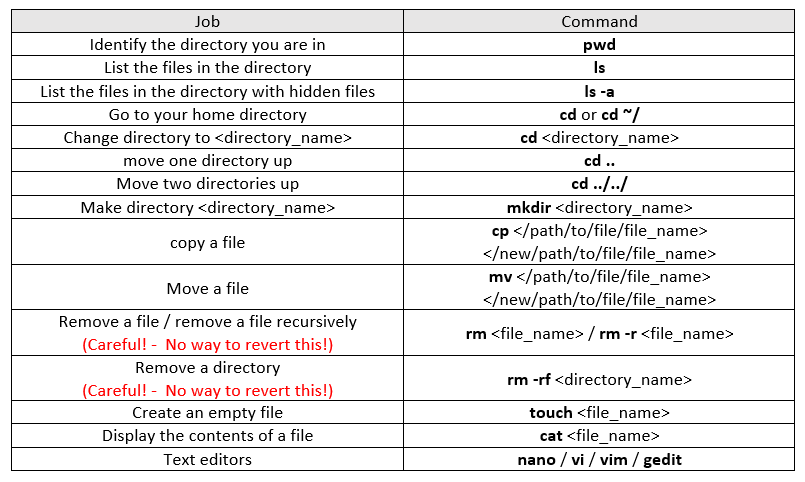 Job Command
Identify the directory you are in pwd
List the files in the directory ls
List the files in the directory with hidden files ls -a
Go to your home directory cd or cd ~/
Change directory to <directory_name> cd <directory_name>
move one directory up cd ..
Move two directories up cd ../../
Make directory <directory_name> mkdir <directory_name>
copy a file cp </path/to/file/file_name>
</new/path/to/file/file_name>
Move a file mv </path/to/file/file_name>
</new/path/to/file/file_name>
Remove a file / remove a file recursively
(Careful! - No way to revert this!)
rm <file_name> / rm -r <file_name>
Remove a directory
(Careful! - No way to revert this!)
rm -rf <directory_name>
Create an empty file touch <file_name>
Display the contents of a file cat <file_name>
Text editors nano / vi / vim / gedit